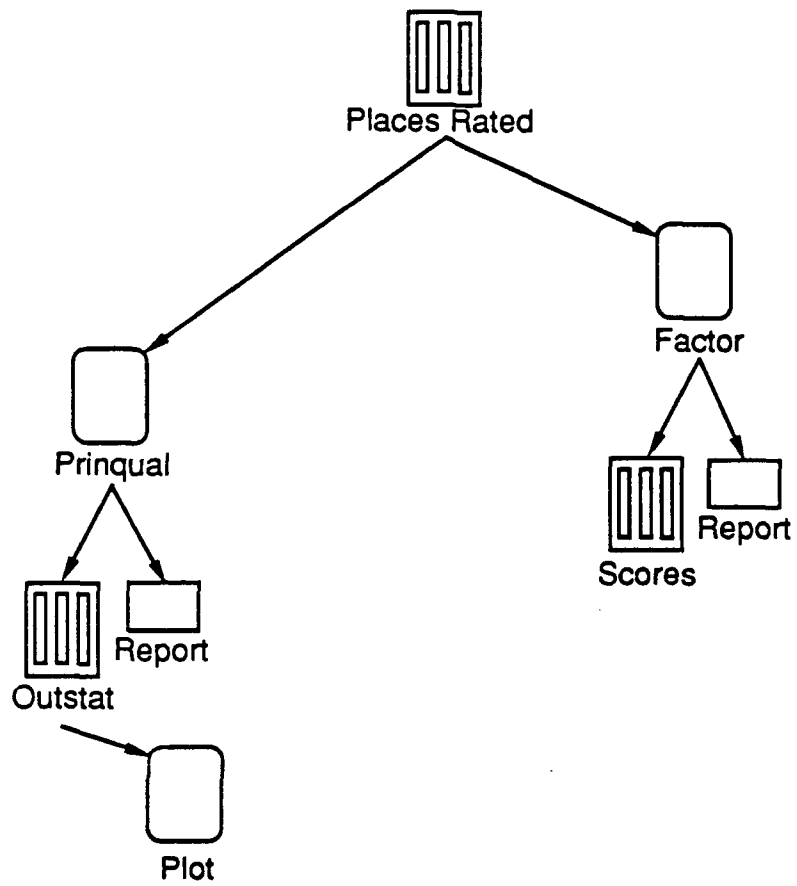 Places Rated
Factor
Prinqual
Scores
Report
Outstat
Report
Plot